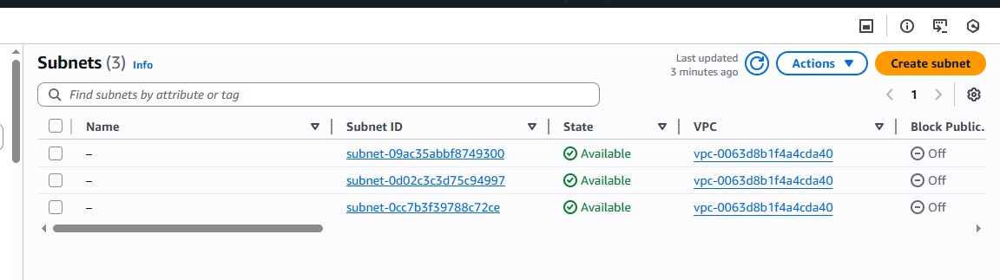 Subnets (3) Info
Last updated
3 minutes ago
Actions
Create subnet
Find subnets by attribute or tag
1
Name Subnet ID State VPC Block Public..
– subnet-09ac35abbf8749300 Available vpc-0063d8b1f4a4cda40 Off
– subnet-0d02c3c3d75c94997 Available vpc-0063d8b1f4a4cda40 Off
– subnet-0cc7b3f39788c72ce Available vpc-0063d8b1f4a4cda40 Off